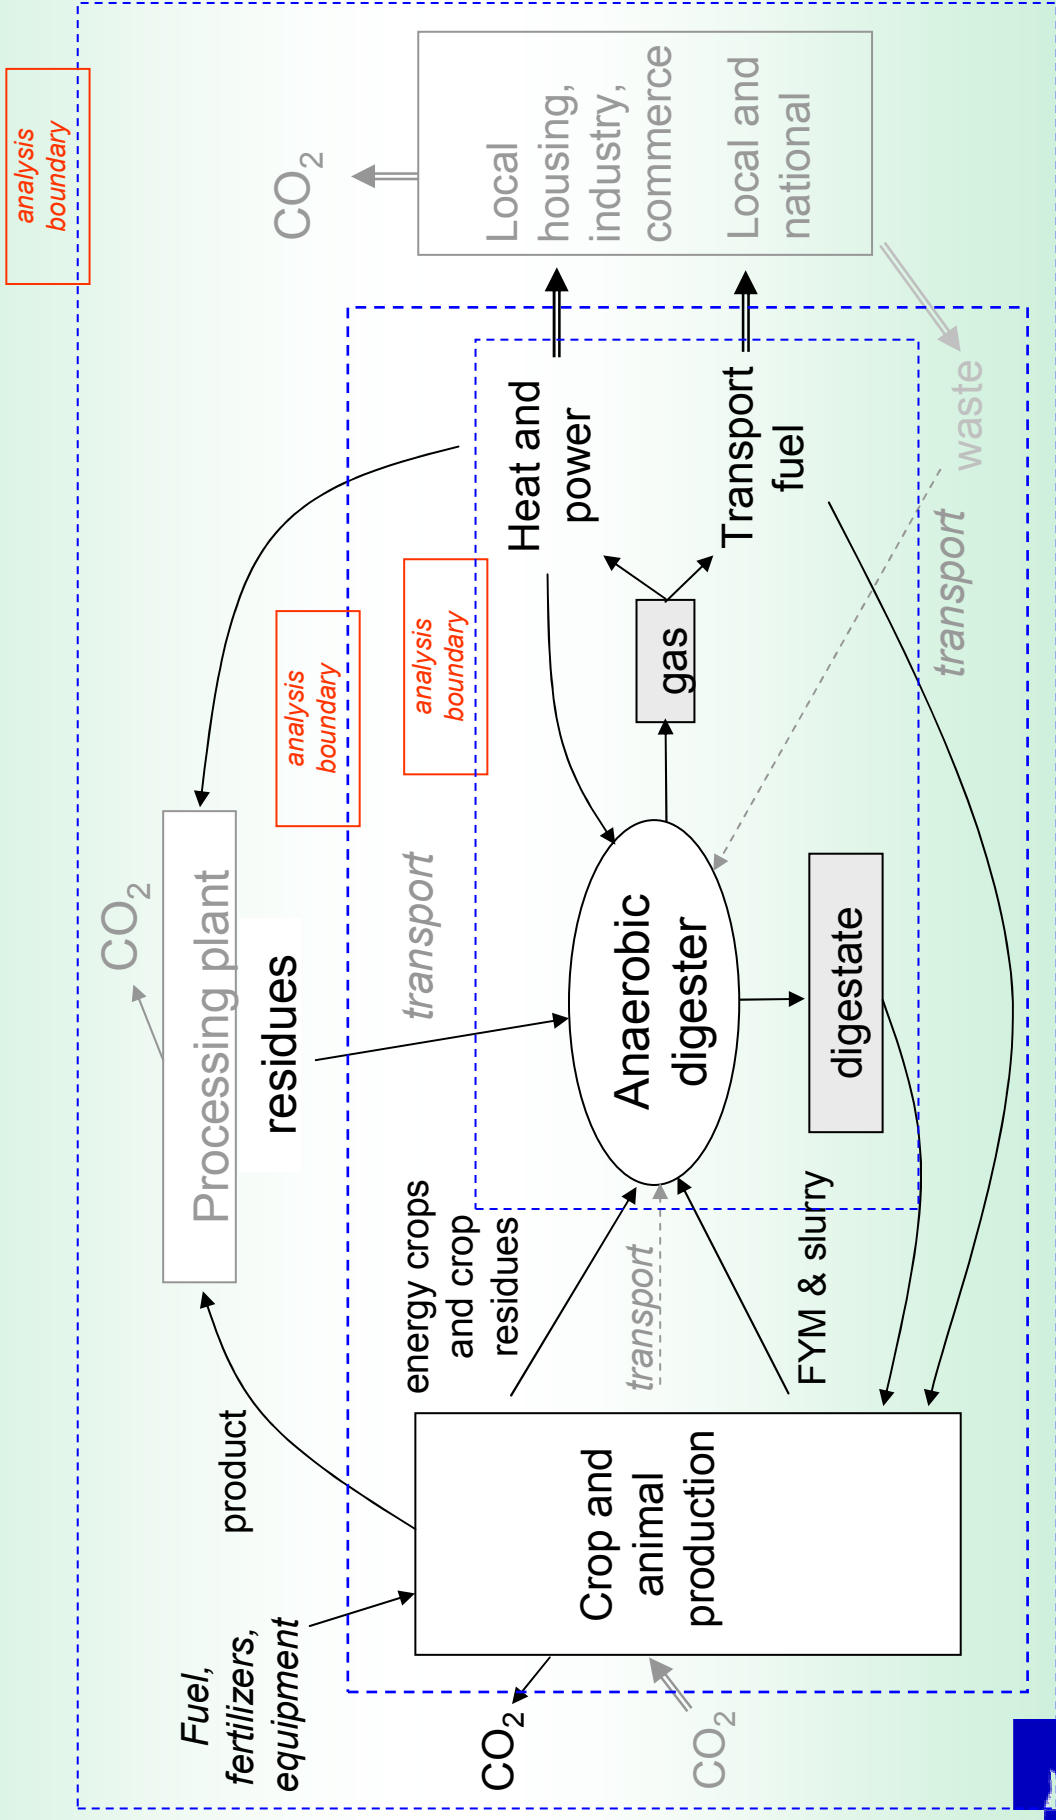 analysis
boundary
CO2
Processing plant
residues
product
Fuel,
fertilizers,
equipment
analysis
boundary
transport
analysis
boundary
energy crops
and crop
residues
CO2
CO2
Crop and
animal
production
transport
FYM & slurry
Anaerobic
digester
digestate
gas
Heat and
power
Transport
fuel
CO2
Local
housing,
industry,
commerce
Local and
national
waste
transport